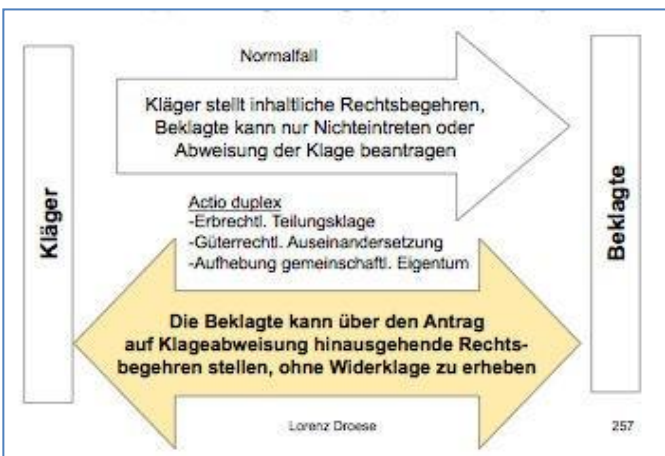 Normalfall
Kläger stellt inhaltliche Rechtsbegehren,
Beklagte kann nur Nichteintreten oder
Abweisung der Klage beantragen
Kläger
Beklagte
Actio duplex
-Erbrechtl. Teilungsklage
-Güterrechtl. Auseinandersetzung
-Aufhebung gemeinschaftl. Eigentum
Die Beklagte kann über den Antrag
auf Klageabweisung hinausgehende Rechts-
begehren stellen, ohne Widerklage zu erheben
Lorenz Droese
257